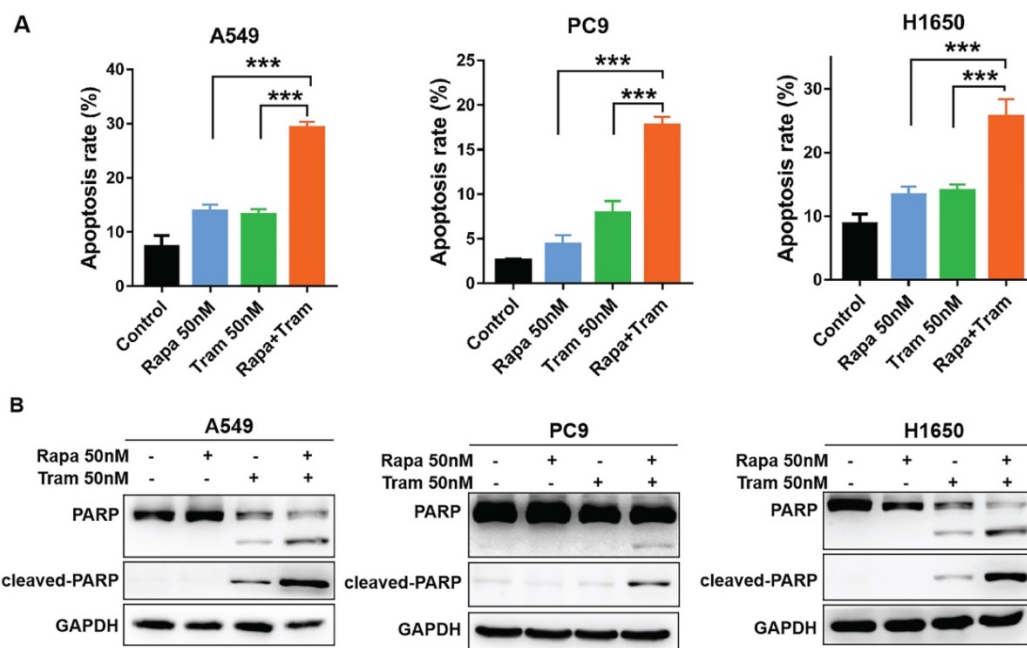 A
A549
Apoptosis rate (%)
40
30
20
10
0
***
***
Control
Rapa 50nM
Tram 50nM
Rapa+Tram
PC9
Apoptosis rate (%)
25
20
15
10
5
0
***
***
Control
Rapa 50nM
Tram 50nM
Rapa+Tram
H1650
Apoptosis rate (%)
30
20
10
0
***
***
Control
Rapa 50nM
Tram 50nM
Rapa+Tram
B
A549
Rapa 50nM - + - +
Tram 50nM - - + +
PARP
cleaved-PARP
GAPDH
PC9
Rapa 50nM - + - +
Tram 50nM - - + +
PARP
cleaved-PARP
GAPDH
H1650
Rapa 50nM - + - +
Tram 50nM - - + +
PARP
cleaved-PARP
GAPDH